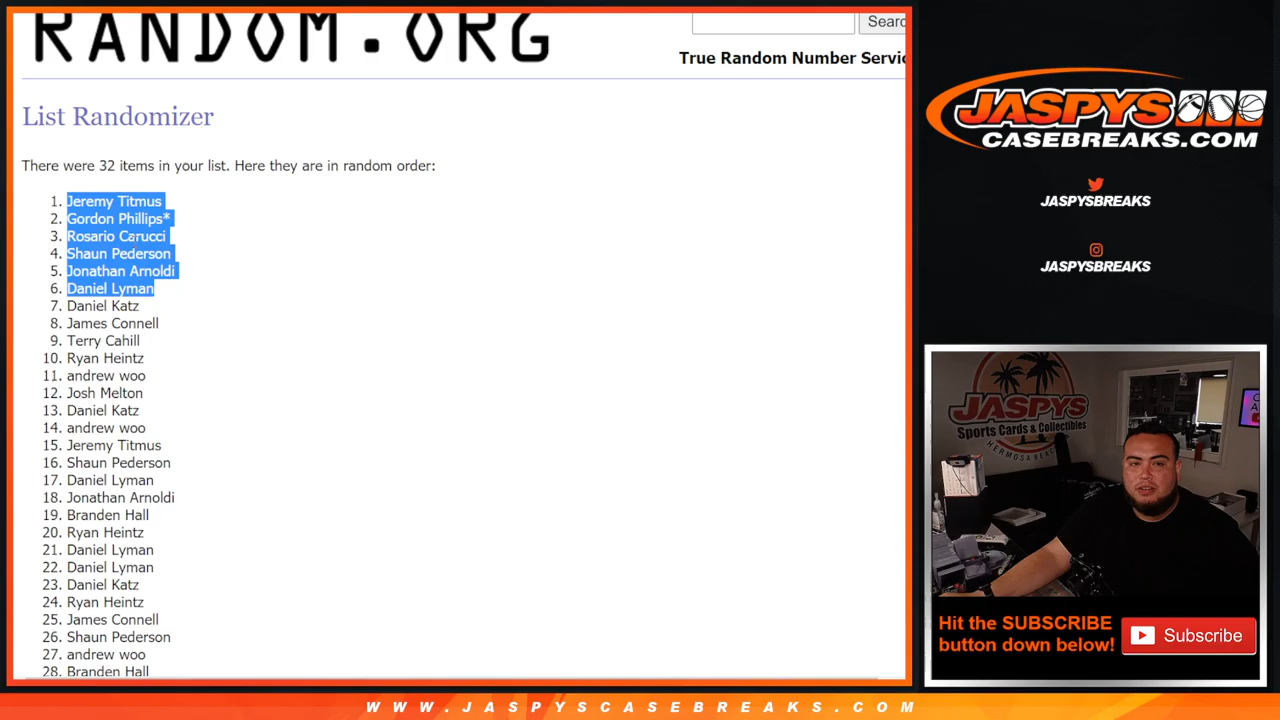 RANDOM.ORG
Searc
True Random Number Servic
List Randomizer
There were 32 items in your list. Here they are in random order:
1. Jeremy Titmus
2. Gordon Phillips*
3. Rosario Carucci
4. Shaun Pederson
5. Jonathan Arnoldi
6. Daniel Lyman
7. Daniel Katz
8. James Connell
9. Terry Cahill
10. Ryan Heintz
11. andrew woo
12. Josh Melton
13. Daniel Katz
14. andrew woo
15. Jeremy Titmus
16. Shaun Pederson
17. Daniel Lyman
18. Jonathan Arnoldi
19. Branden Hall
20. Ryan Heintz
21. Daniel Lyman
22. Daniel Lyman
23. Daniel Katz
24. Ryan Heintz
25. James Connell
26. Shaun Pederson
27. andrew woo
28. Branden Hall
JASPYS
CASEBREAKS.COM
JASPYSBREAKS
JASPYSBREAKS
JASPYS
Sports Cards & Collectibles
HERMOSA BEAC
Hit the SUBSCRIBE
button down below!
Subscribe
WWW.JASPYSCASEBREAKS.COM